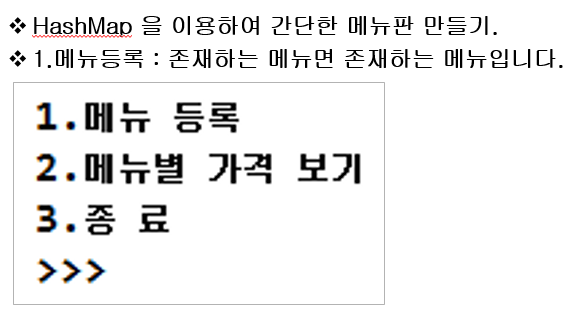 ❖ HashMap 을 이용하여 간단한 메뉴판 만들기.
❖ 1.메뉴등록 : 존재하는 메뉴면 존재하는 메뉴입니다.
1.메뉴 등록
2.메뉴별 가격 보기
3.종 료
>>>